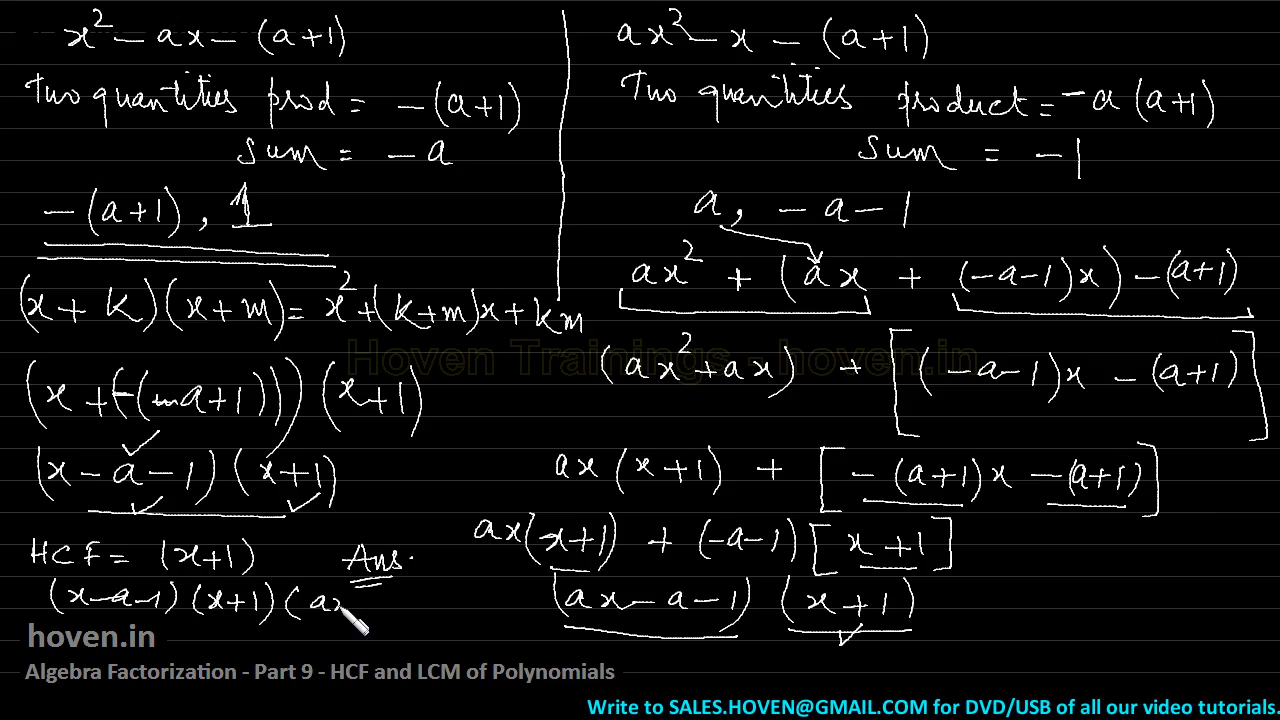 x² - ax - (a+1)
Two quantities prod = -(a+1)
sum = -a
-(a+1), 1
(x + k)(x+m) = x² + (k+m)x + km
(x + (-(a+1)))(x+1)
(x - a - 1)(x+1)
HCF = (x+1) Ans.
(x-a-1)(x+1)(ax
ax² - x - (a+1)
Two quantities product = -a(a+1)
sum = -1
a, -a-1
ax² + (ax + (-a-1)x) - (a+1)
(ax² + ax) + [(-a-1)x - (a+1)]
ax(x+1) + [-(a+1)x - (a+1)]
ax(x+1) + (-a-1)[x+1]
(ax - a - 1)(x+1)
Hoven Trainings - hoven.in
hoven.in
Algebra Factorization - Part 9 - HCF and LCM of Polynomials
Write to SALES.HOVEN@GMAIL.COM for DVD/USB of all our video tutorials.